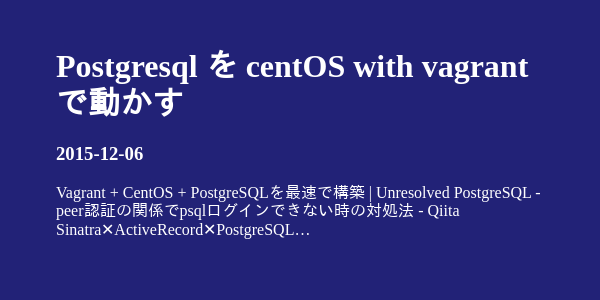 Postgresql を centOS with vagrant
で動かす
2015-12-06
Vagrant + CentOS + PostgreSQLを最速で構築 | Unresolved PostgreSQL -
peer認証の関係でpsqlログインできない時の対処法 - Qiita
Sinatra✕ActiveRecord✕PostgreSQL…